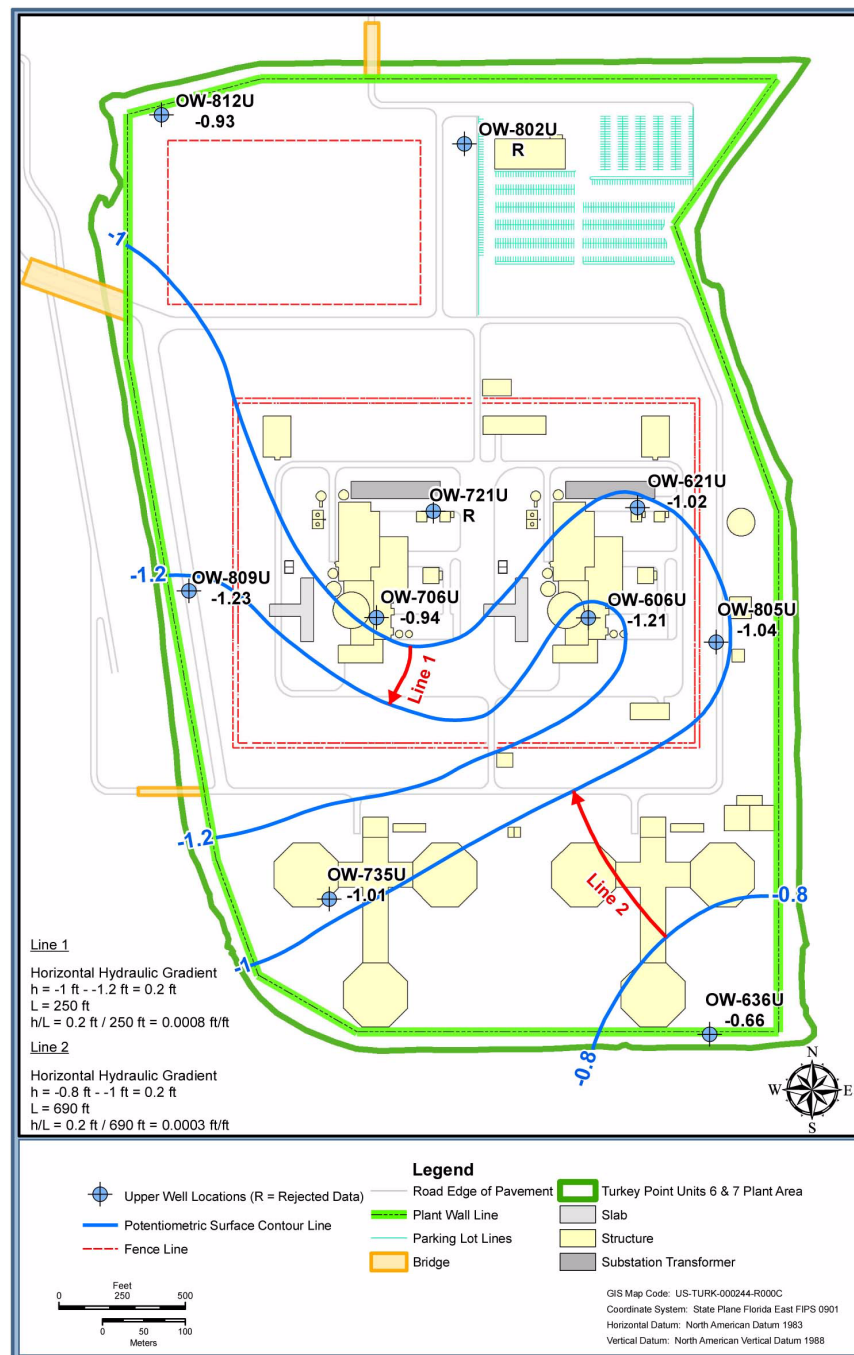 OW-812U
-0.93
OW-802U
R
-1
OW-721U
R
OW-621U
-1.02
-1.2
OW-809U
-1.23
OW-706U
-0.94
OW-606U
-1.21
OW-805U
-1.04
Line 1
-1.2
OW-735U
-1.01
Line 2
-0.8
-1
OW-636U
-0.66
-0.8
Line 1
Horizontal Hydraulic Gradient
h = -1 ft - -1.2 ft = 0.2 ft
L = 250 ft
h/L = 0.2 ft / 250 ft = 0.0008 ft/ft
Line 2
Horizontal Hydraulic Gradient
h = -0.8 ft - -1 ft = 0.2 ft
L = 690 ft
h/L = 0.2 ft / 690 ft = 0.0003 ft/ft
N
W E
S
Legend
Upper Well Locations (R = Rejected Data)
Potentiometric Surface Contour Line
Fence Line
Road Edge of Pavement
Plant Wall Line
Parking Lot Lines
Bridge
Turkey Point Units 6 & 7 Plant Area
Slab
Structure
Substation Transformer
Feet
0 250 500
0 50 100
Meters
GIS Map Code: US-TURK-000244-R000C
Coordinate System: State Plane Florida East FIPS 0901
Horizontal Datum: North American Datum 1983
Vertical Datum: North American Vertical Datum 1988